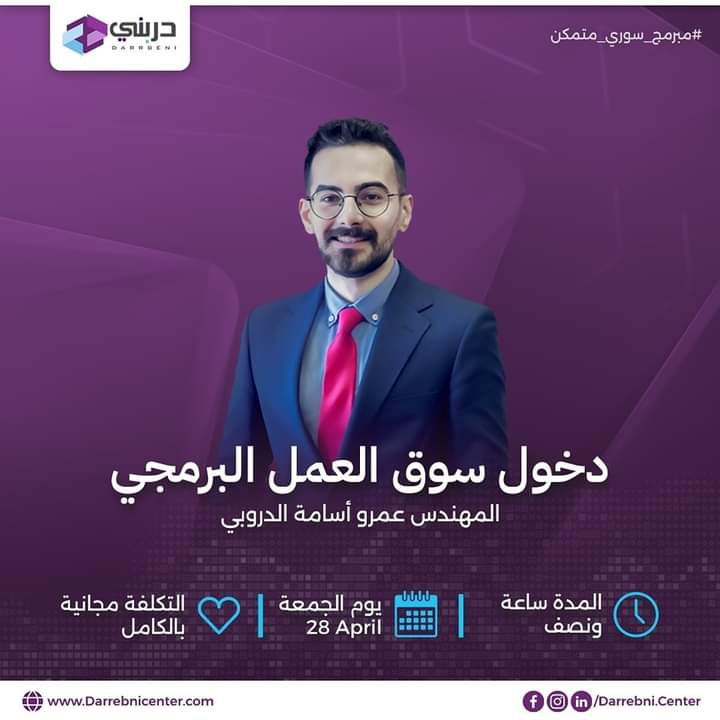 دربني
DARRBENI
#مبرمج_سوري_متمكن
دخول سوق العمل البرمجي
المهندس عمرو أسامة الدروبي
المدة ساعة
ونصف
يوم الجمعة
28 April
التكلفة مجانية
بالكامل
www.Darrebnicenter.com
/Darrebni.Center